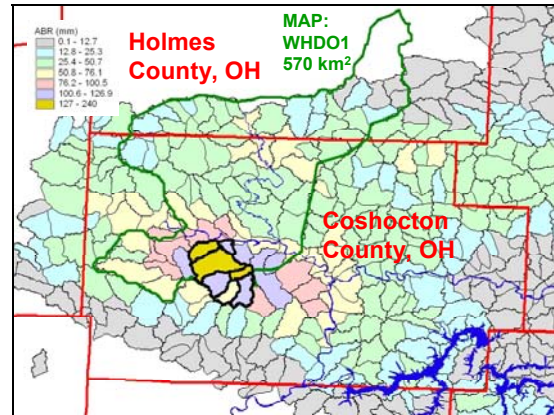 ABR (mm)
0.1 - 12.7
12.8 - 25.3
25.4 - 50.7
50.8 - 76.1
76.2 - 100.5
100.6 - 126.9
127 - 240
Holmes
County, OH
MAP:
WHDO1
570 km²
Coshocton
County, OH